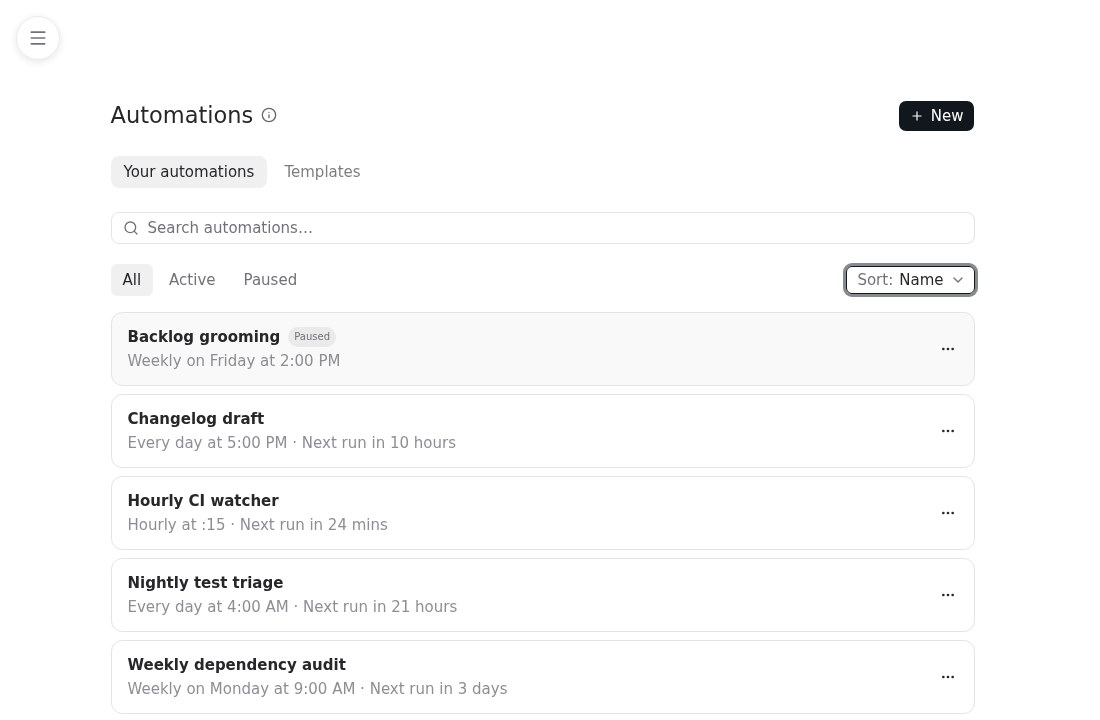 Automations
New
Your automations
Templates
Search automations...
All
Active
Paused
Sort: Name
Backlog grooming
Paused
Weekly on Friday at 2:00 PM
Changelog draft
Every day at 5:00 PM · Next run in 10 hours
Hourly CI watcher
Hourly at :15 · Next run in 24 mins
Nightly test triage
Every day at 4:00 AM · Next run in 21 hours
Weekly dependency audit
Weekly on Monday at 9:00 AM · Next run in 3 days